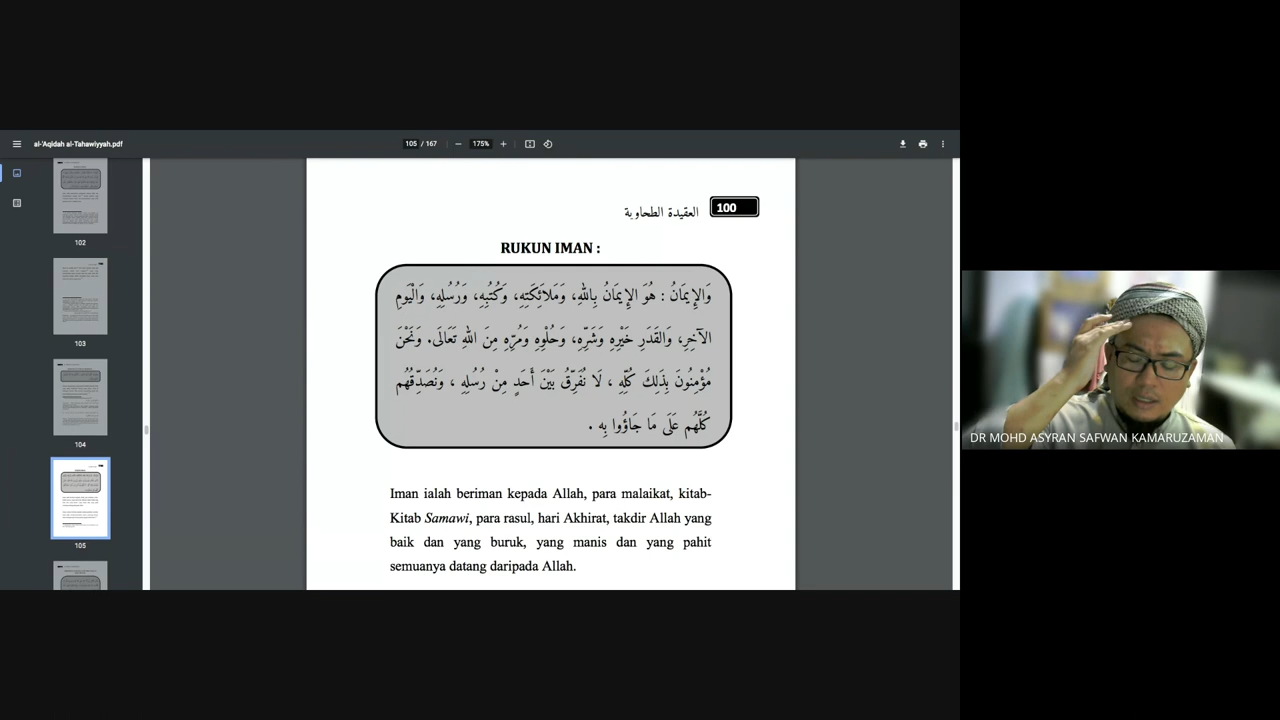 al-'Aqidah al-Tahawiyyah.pdf
105 / 167
175%
102
103
104
105
العقيدة الطحاوية
100
RUKUN IMAN :
وَالإِيمَانُ : هُوَ الإِيمَانُ بِاللهِ، وَمَلاَئِكَتِهِ، وَكُتُبِهِ، وَرُسُلِهِ، وَالْيَوْمِ
الآخِرِ، وَالقَدَرِ خَيْرِهِ وَشَرِّهِ، وَحُلْوِهِ وَمُرِّهِ مِنَ اللهِ تَعَالَى. وَنَحْنُ
مُؤْمِنُونَ بِذَلِكَ كُلِّهِ ، لَا نُفَرِّقُ بَيْنَ أَحَدٍ مِنْ رُسُلِهِ ، وَنُصَدِّقُهُم
كُلَّهُم عَلَى مَا جَاؤُوا بِهِ .
Iman ialah beriman kepada Allah, para malaikat, kitab-
Kitab Samawi, para rasul, hari Akhirat, takdir Allah yang
baik dan yang buruk, yang manis dan yang pahit
semuanya datang daripada Allah.
DR MOHD ASYRAN SAFWAN KAMARUZAMAN